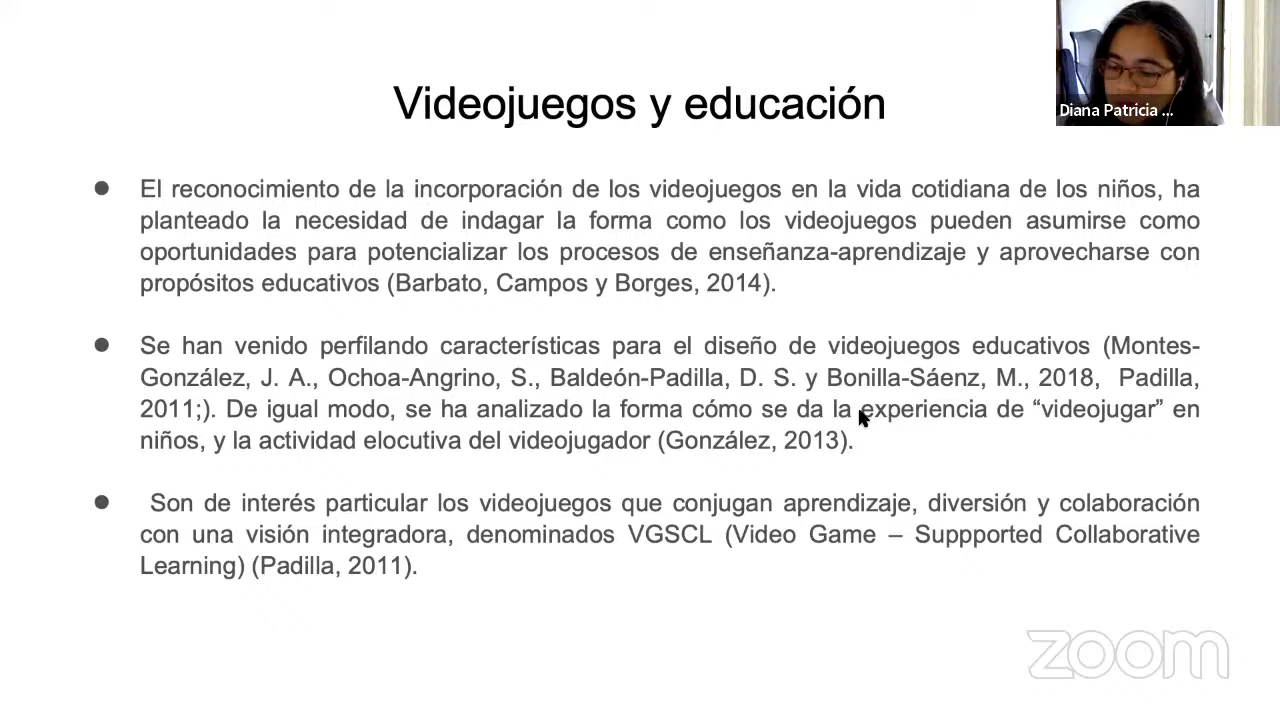 Videojuegos y educación
Diana Patricia ...
● El reconocimiento de la incorporación de los videojuegos en la vida cotidiana de los niños, ha
planteado la necesidad de indagar la forma como los videojuegos pueden asumirse como
oportunidades para potencializar los procesos de enseñanza-aprendizaje y aprovecharse con
propósitos educativos (Barbato, Campos y Borges, 2014).
● Se han venido perfilando características para el diseño de videojuegos educativos (Montes-
González, J. A., Ochoa-Angrino, S., Baldeón-Padilla, D. S. y Bonilla-Sáenz, M., 2018, Padilla,
2011;). De igual modo, se ha analizado la forma cómo se da la experiencia de “videojugar” en
niños, y la actividad elocutiva del videojugador (González, 2013).
● Son de interés particular los videojuegos que conjugan aprendizaje, diversión y colaboración
con una visión integradora, denominados VGSCL (Video Game – Suppported Collaborative
Learning) (Padilla, 2011).
zoom